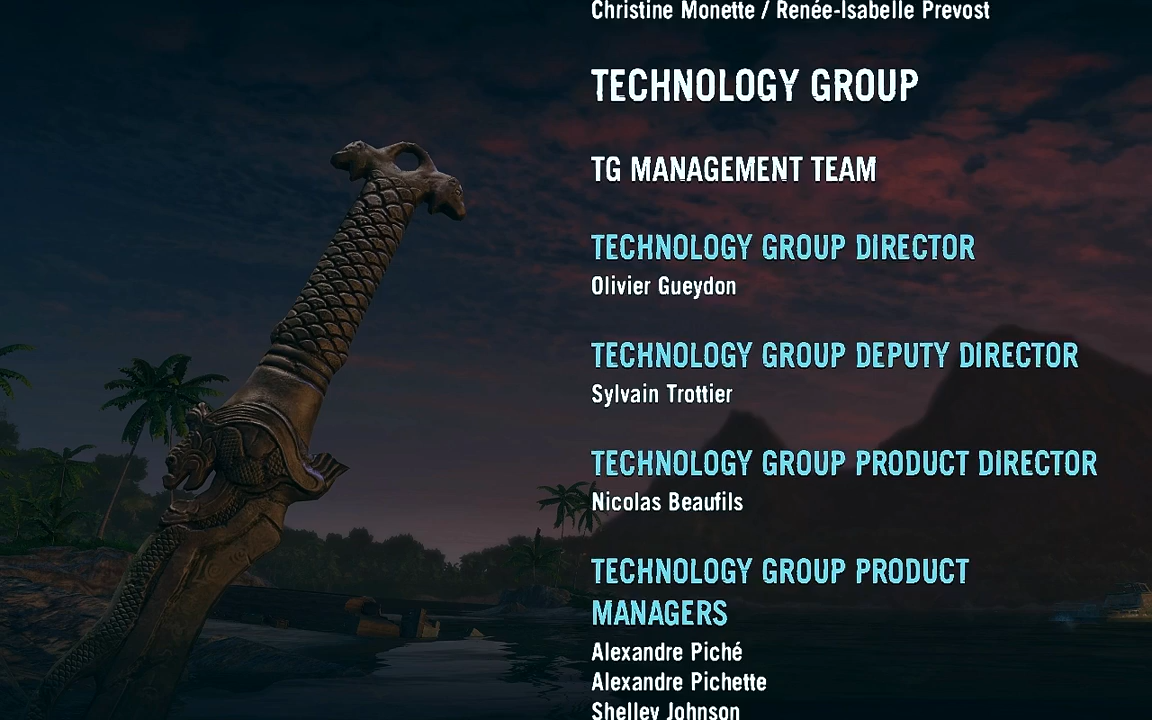 Christine Monette / Renée-Isabelle Prevost
TECHNOLOGY GROUP
TG MANAGEMENT TEAM
TECHNOLOGY GROUP DIRECTOR
Olivier Gueydon
TECHNOLOGY GROUP DEPUTY DIRECTOR
Sylvain Trottier
TECHNOLOGY GROUP PRODUCT DIRECTOR
Nicolas Beaufils
TECHNOLOGY GROUP PRODUCT
MANAGERS
Alexandre Piché
Alexandre Pichette
Shelley Johnson